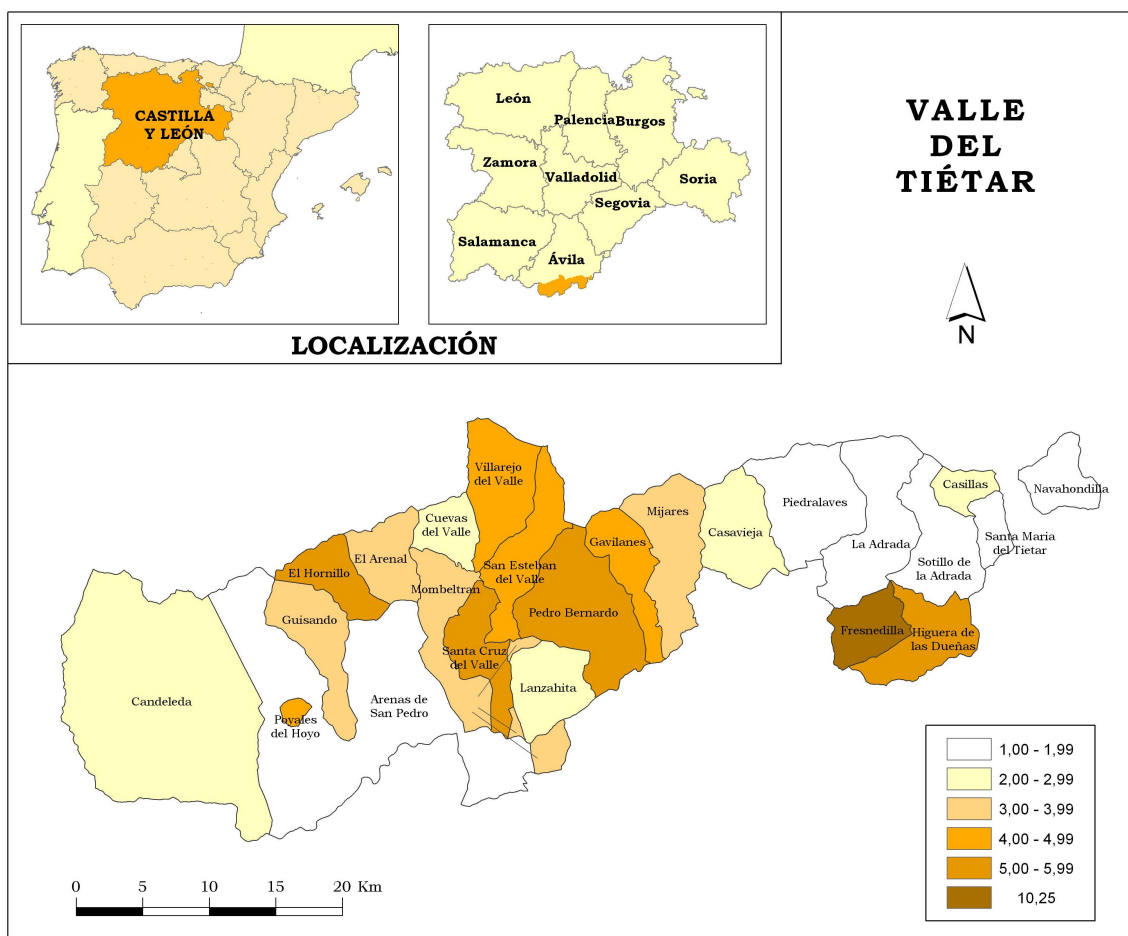 CASTILLA
Y LEÓN
León
Palencia
Burgos
Zamora
Valladolid
Soria
Segovia
Salamanca
Ávila
LOCALIZACIÓN
VALLE
DEL
TIÉTAR
N
Villarejo
del Valle
Cuevas
del Valle
El Arenal
El Hornillo
Mombeltran
San Esteban
del Valle
Gavilanes
Mijares
Casavieja
Piedralaves
La Adrada
Casillas
Navahondilla
Santa Maria
del Tietar
Sotillo de
la Adrada
Guisando
Pedro Bernardo
Fresnedilla
Higuera de
las Dueñas
Santa Cruz
del Valle
Lanzahita
Candeleda
Arenas de
San Pedro
Poyales
del Hoyo
1,00 - 1,99
2,00 - 2,99
3,00 - 3,99
4,00 - 4,99
5,00 - 5,99
10,25
0 5 10 15 20 Km